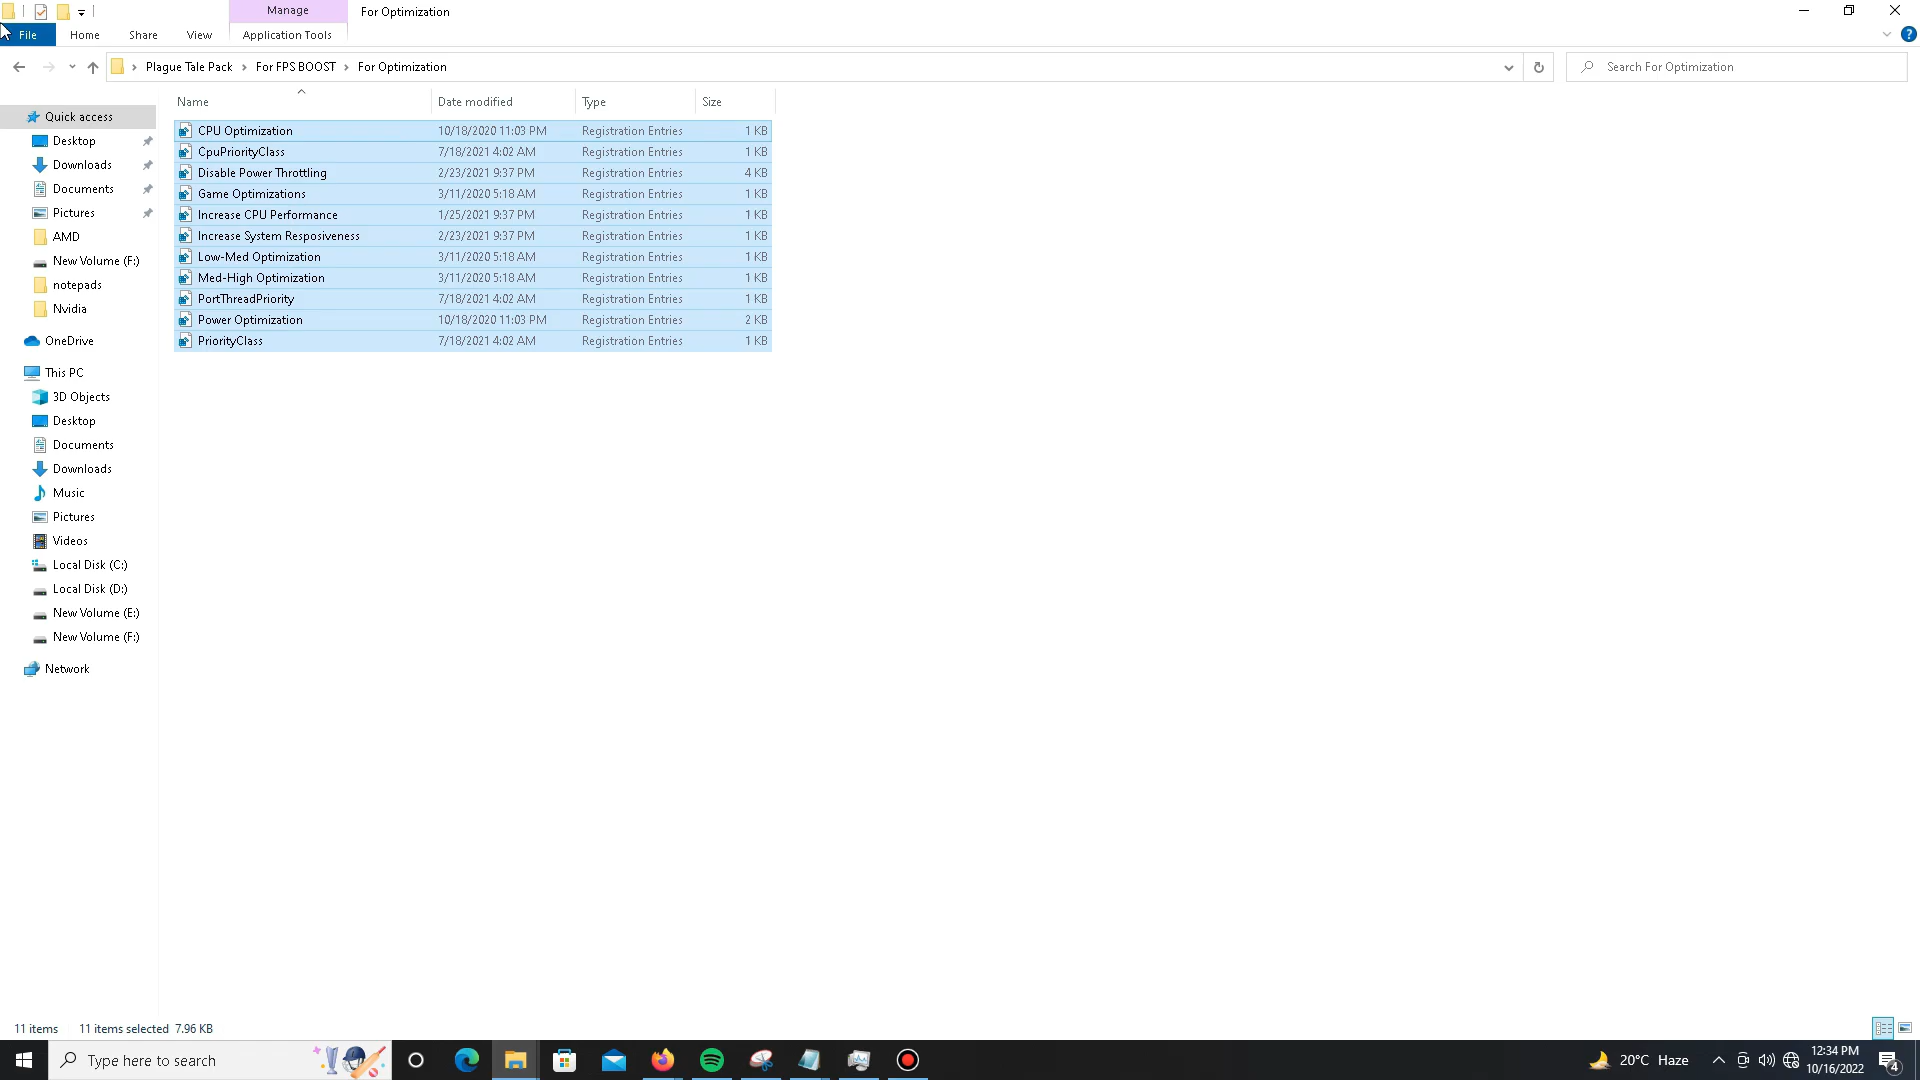 Manage
For Optimization
File
Home
Share
View
Application Tools
Plague Tale Pack
For FPS BOOST
For Optimization
Search For Optimization
Name
Date modified
Type
Size
CPU Optimization 10/18/2020 11:03 PM Registration Entries 1 KB
CpuPriorityClass 7/18/2021 4:02 AM Registration Entries 1 KB
Disable Power Throttling 2/23/2021 9:37 PM Registration Entries 4 KB
Game Optimizations 3/11/2020 5:18 AM Registration Entries 1 KB
Increase CPU Performance 1/25/2021 9:37 PM Registration Entries 1 KB
Increase System Resposiveness 2/23/2021 9:37 PM Registration Entries 1 KB
Low-Med Optimization 3/11/2020 5:18 AM Registration Entries 1 KB
Med-High Optimization 3/11/2020 5:18 AM Registration Entries 1 KB
PortThreadPriority 7/18/2021 4:02 AM Registration Entries 1 KB
Power Optimization 10/18/2020 11:03 PM Registration Entries 2 KB
PriorityClass 7/18/2021 4:02 AM Registration Entries 1 KB
Quick access
Desktop
Downloads
Documents
Pictures
AMD
New Volume (F:)
notepads
Nvidia
OneDrive
This PC
3D Objects
Desktop
Documents
Downloads
Music
Pictures
Videos
Local Disk (C:)
Local Disk (D:)
New Volume (E:)
New Volume (F:)
Network
11 items
11 items selected 7.96 KB
Type here to search
20°C Haze
12:34 PM
10/16/2022
4